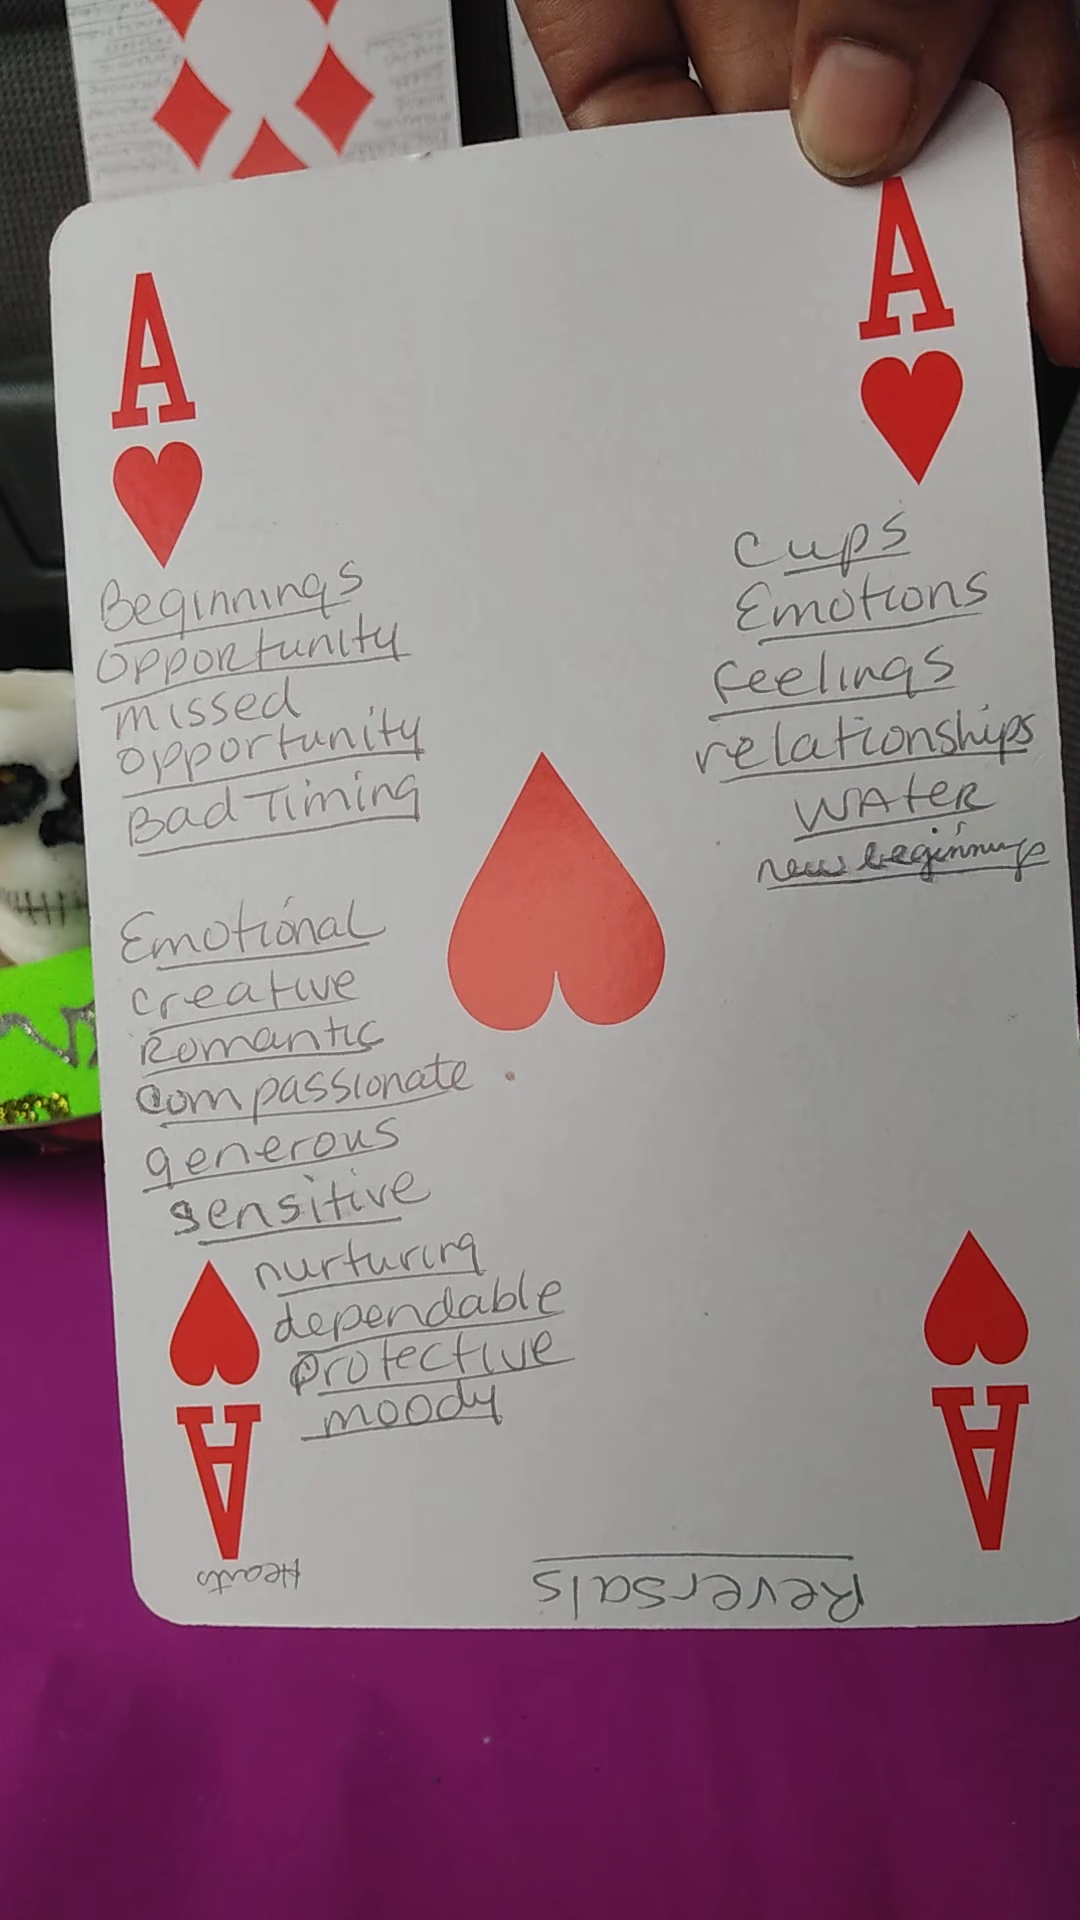 A
A
Beginnings
Opportunity
missed
opportunity
Bad Timing
Emotional
Creative
Romantic
Compassionate
generous
sensitive
nurturing
dependable
Protective
moody
Cups
Emotions
Feelings
relationships
WAteR
new beginnings
A
A
Hearts
Reversals